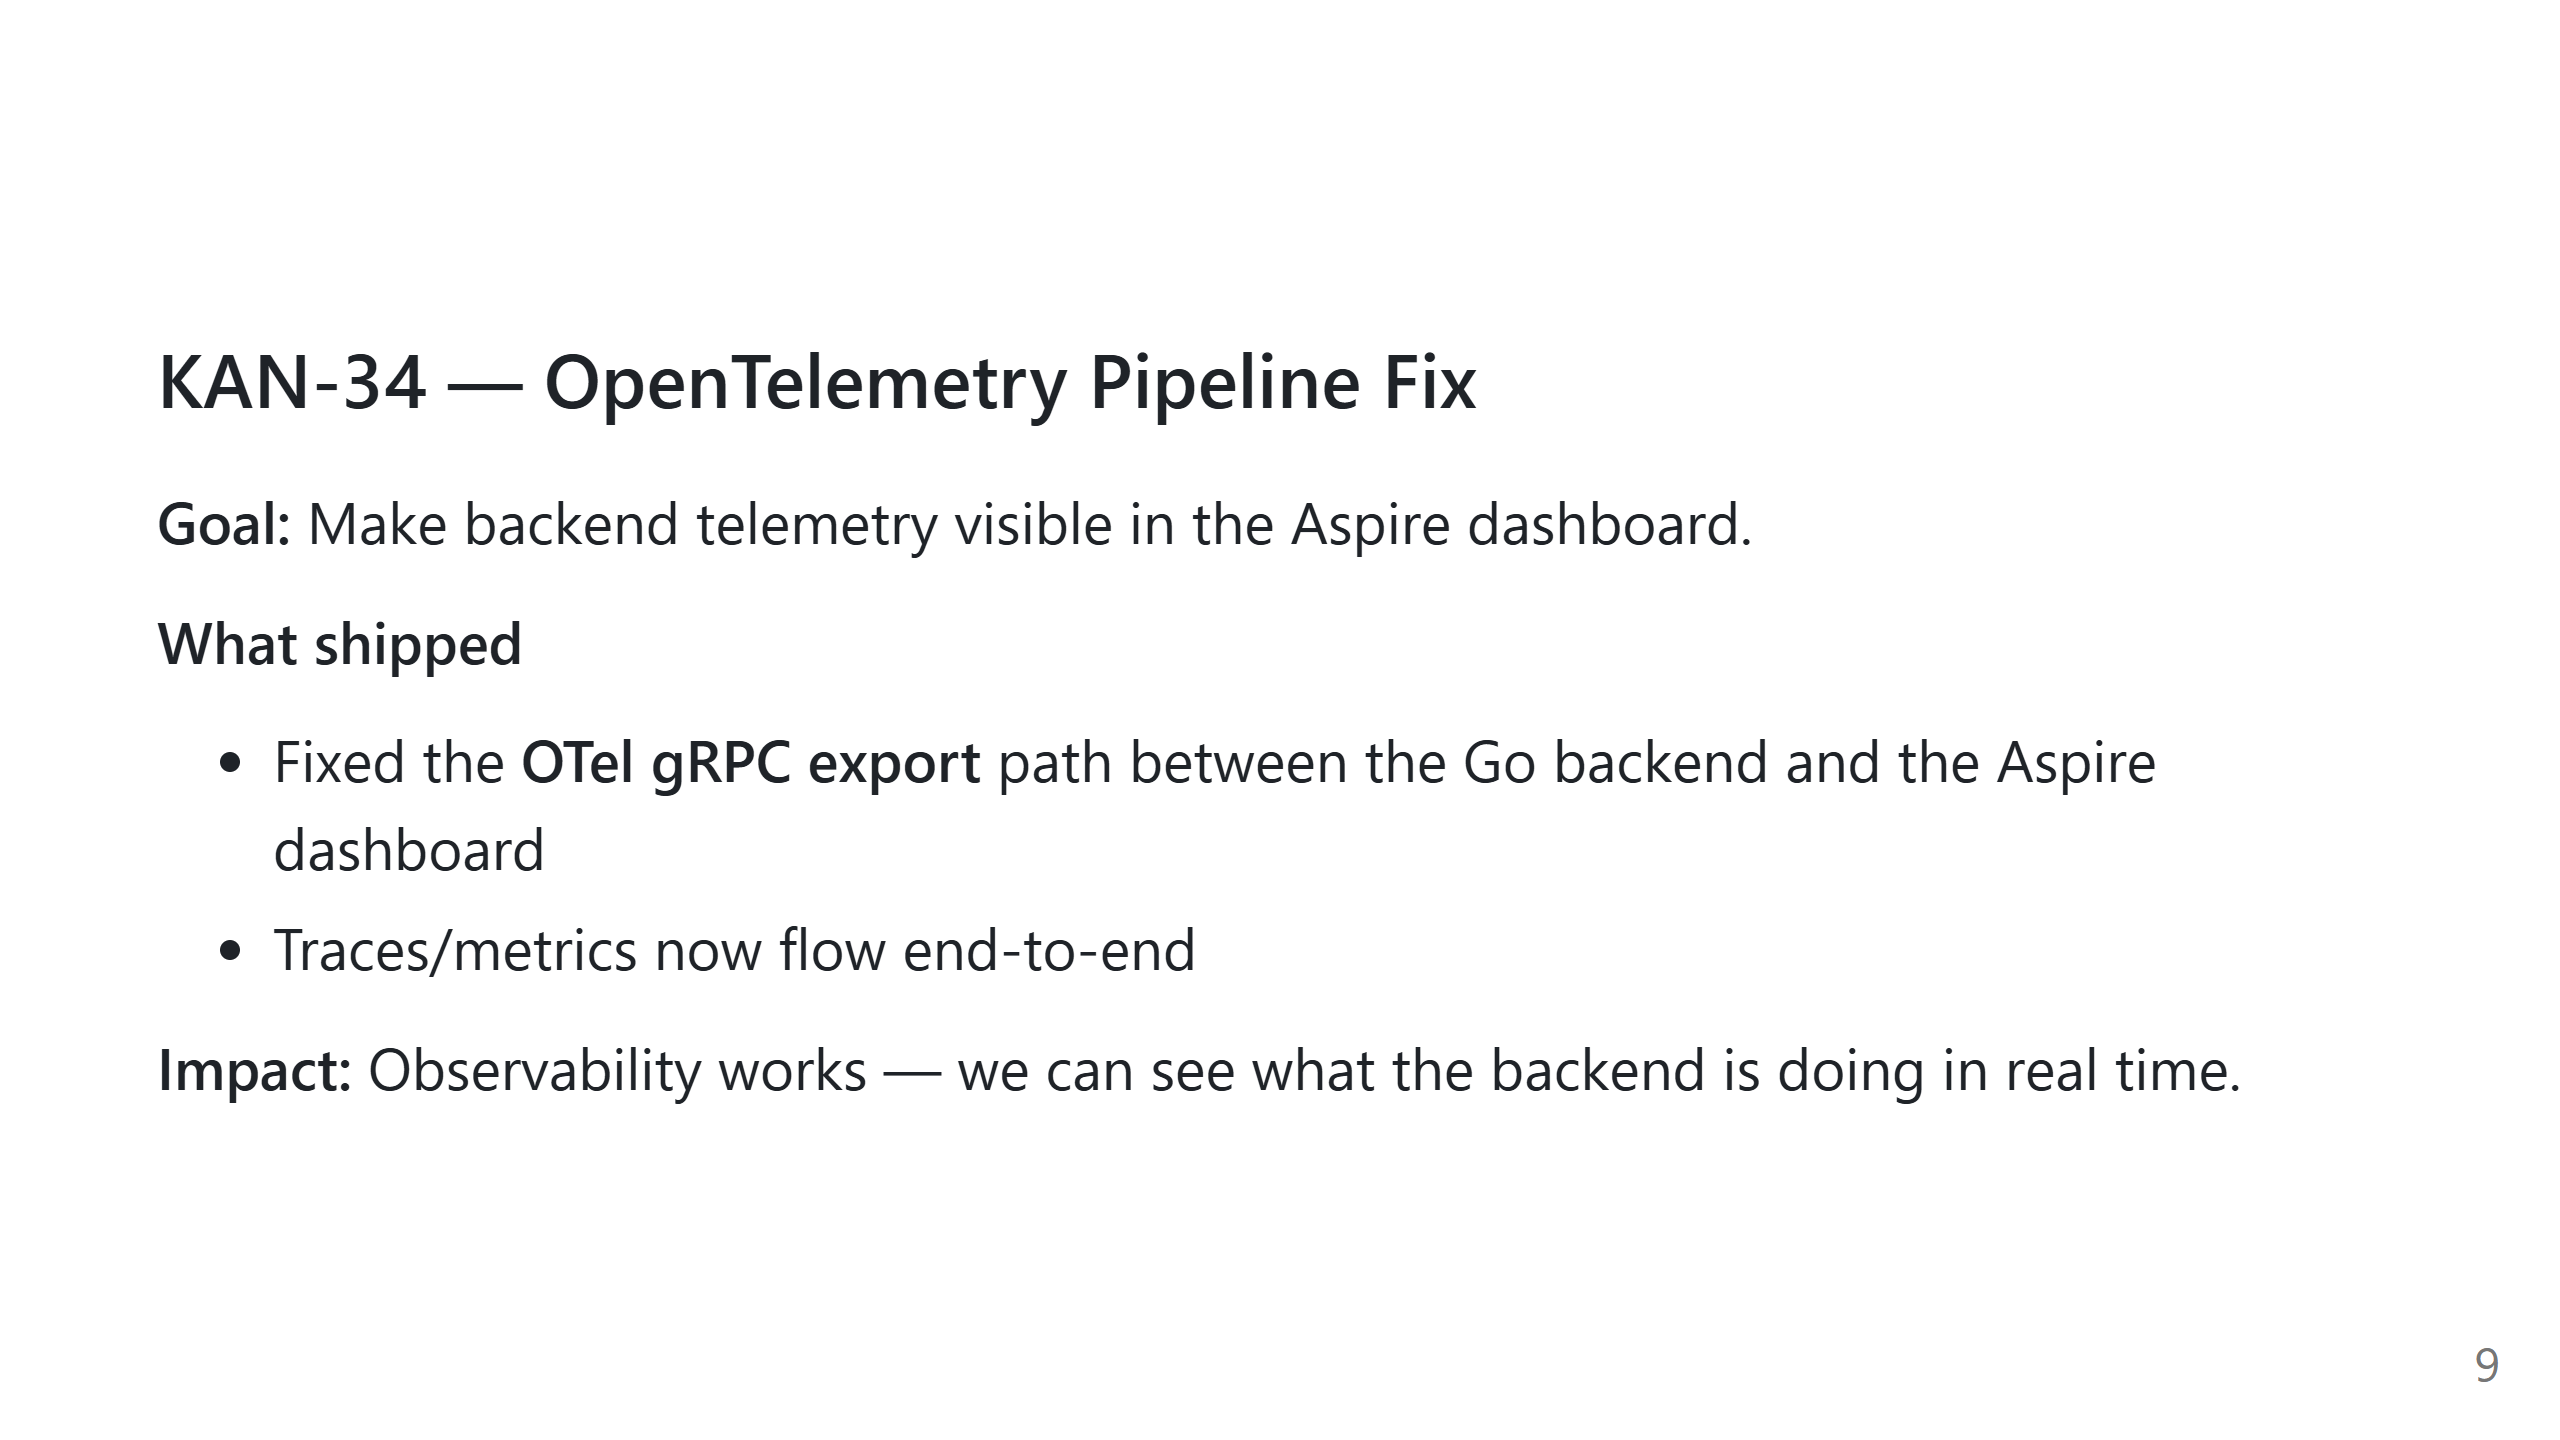 KAN-34 — OpenTelemetry Pipeline Fix
Goal: Make backend telemetry visible in the Aspire dashboard.
What shipped
• Fixed the OTel gRPC export path between the Go backend and the Aspire
dashboard
• Traces/metrics now flow end-to-end
Impact: Observability works — we can see what the backend is doing in real time.
9